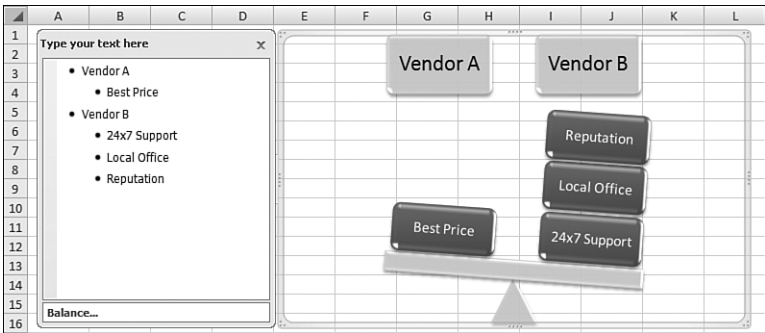 A B C D E F G H I J K L
1
2
3
4
5
6
7
8
9
10
11
12
13
14
15
16
Type your text here x
• Vendor A
• Best Price
• Vendor B
• 24x7 Support
• Local Office
• Reputation
Balance...
Vendor A Vendor B
Reputation
Local Office
Best Price 24x7 Support